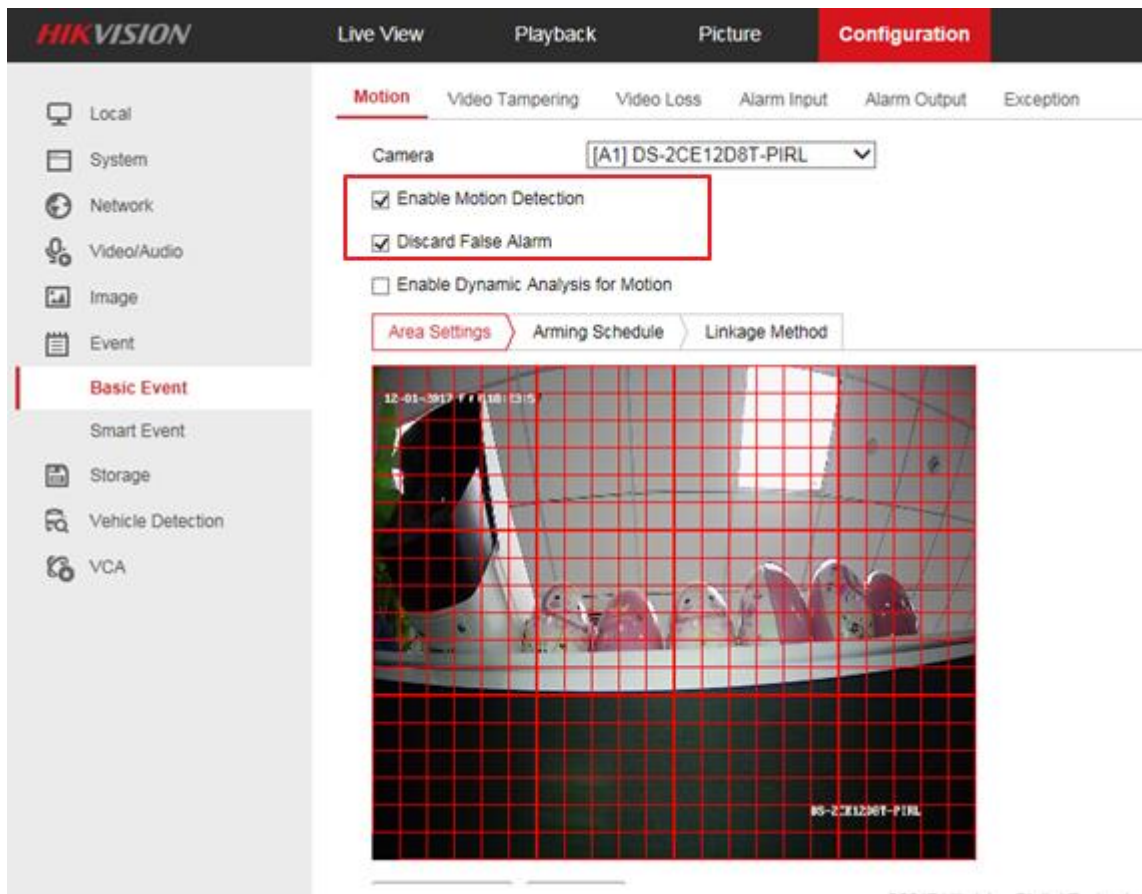 HIKVISION Live View Playback Picture Configuration
Motion Video Tampering Video Loss Alarm Input Alarm Output Exception
Local
System
Network
Video/Audio
Image
Event
Basic Event
Smart Event
Storage
Vehicle Detection
VCA
Camera [A1] DS-2CE12D8T-PIRL
Enable Motion Detection
Discard False Alarm
Enable Dynamic Analysis for Motion
Area Settings Arming Schedule Linkage Method
DS-2CE12D8T-PIRL